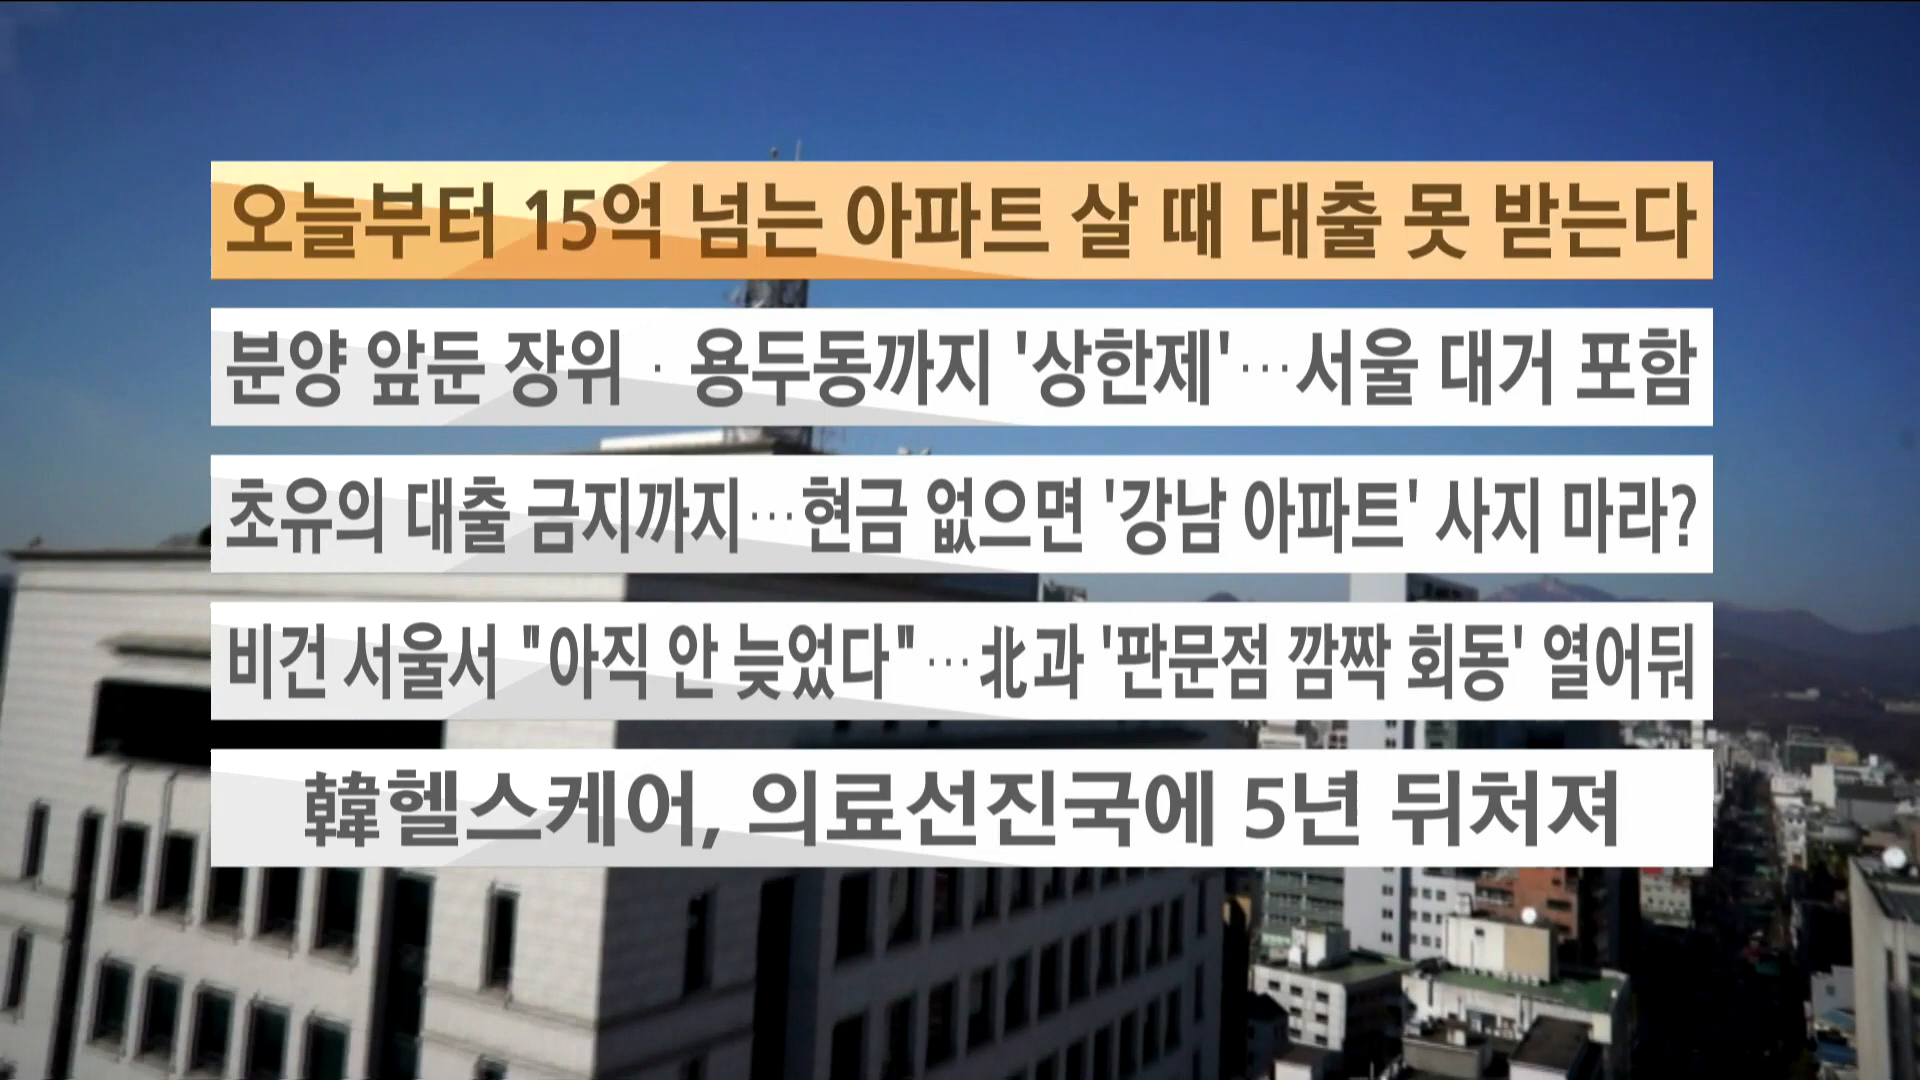 오늘부터 15억 넘는 아파트 살 때 대출 못 받는다
분양 앞둔 장위·용두동까지 '상한제'…서울 대거 포함
초유의 대출 금지까지…현금 없으면 '강남 아파트' 사지 마라?
비건 서울서 "아직 안 늦었다"…北과 '판문점 깜짝 회동' 열어둬
韓헬스케어, 의료선진국에 5년 뒤처져